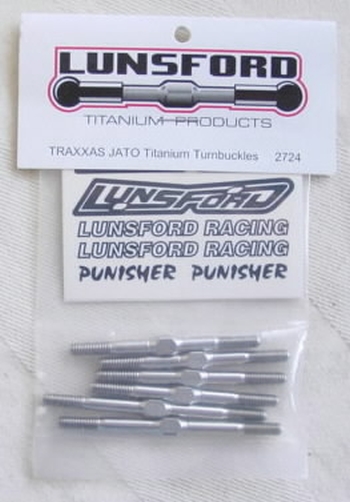 LUNSFORD
TITANIUM PRODUCTS
TRAXXAS JATO Titanium Turnbuckles 2724
LUNSFORD
LUNSFORD RACING
LUNSFORD RACING
PUNISHER PUNISHER